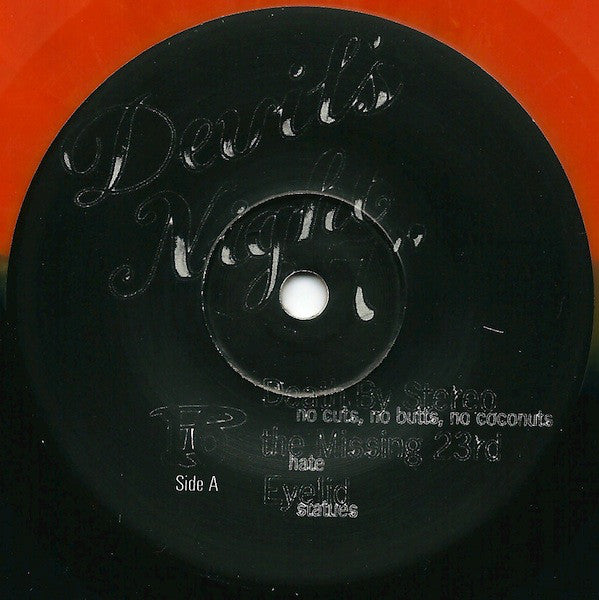 Devil's
Night
Death By Stereo
no cuts, no butts, no coconuts
the Missing 23rd
hate
Side A
Eyelid
statues